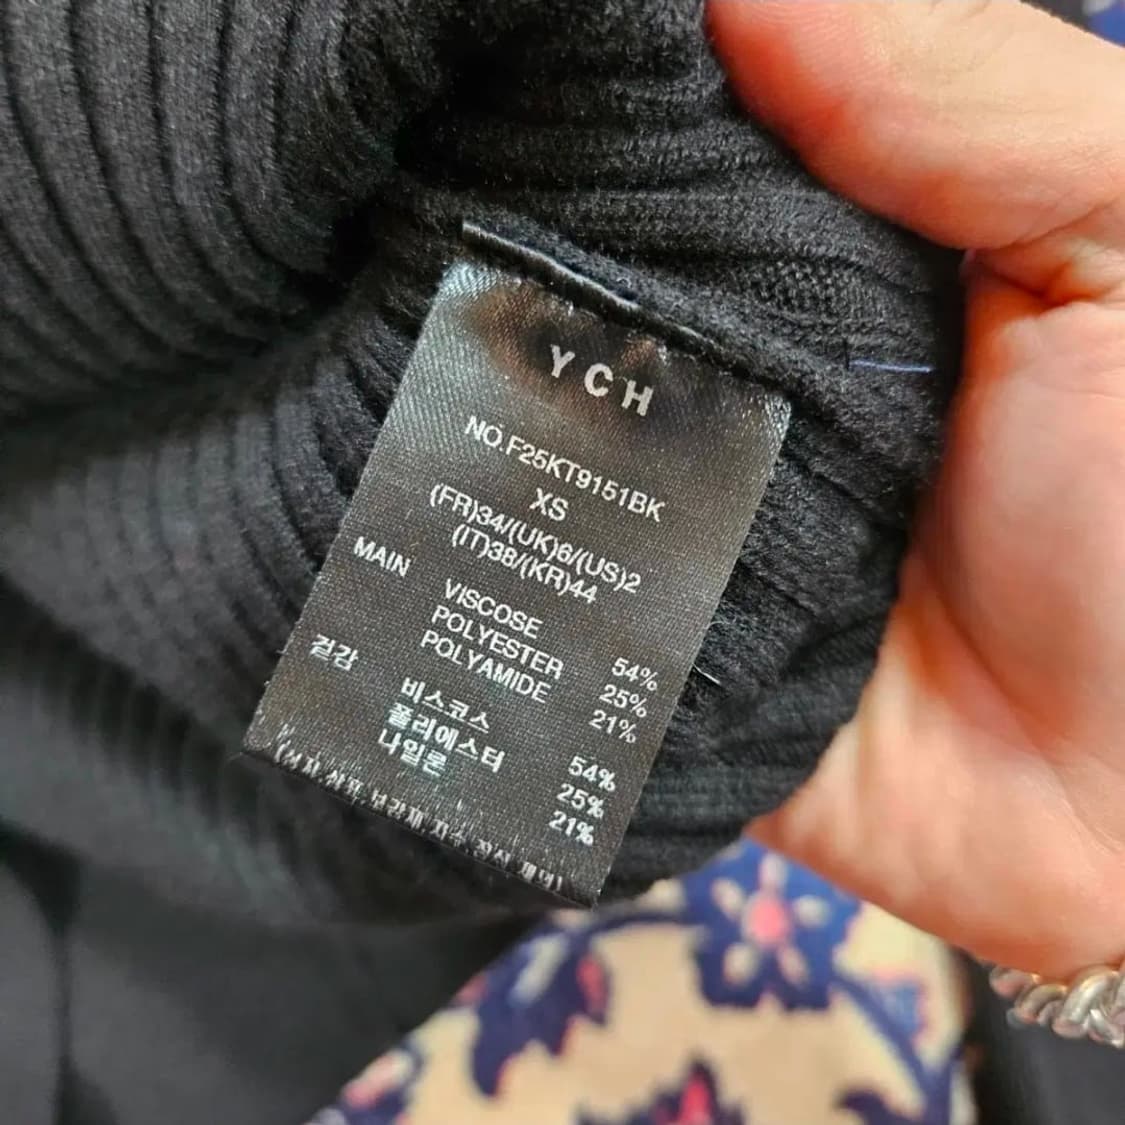 YCH
NO.F25KT9151BK
XS
(FR)34/(UK)6/(US)2
(IT)38/(KR)44
MAIN
VISCOSE 54%
POLYESTER 25%
POLYAMIDE 21%
겉감
비스코스 54%
폴리에스터 25%
나일론 21%